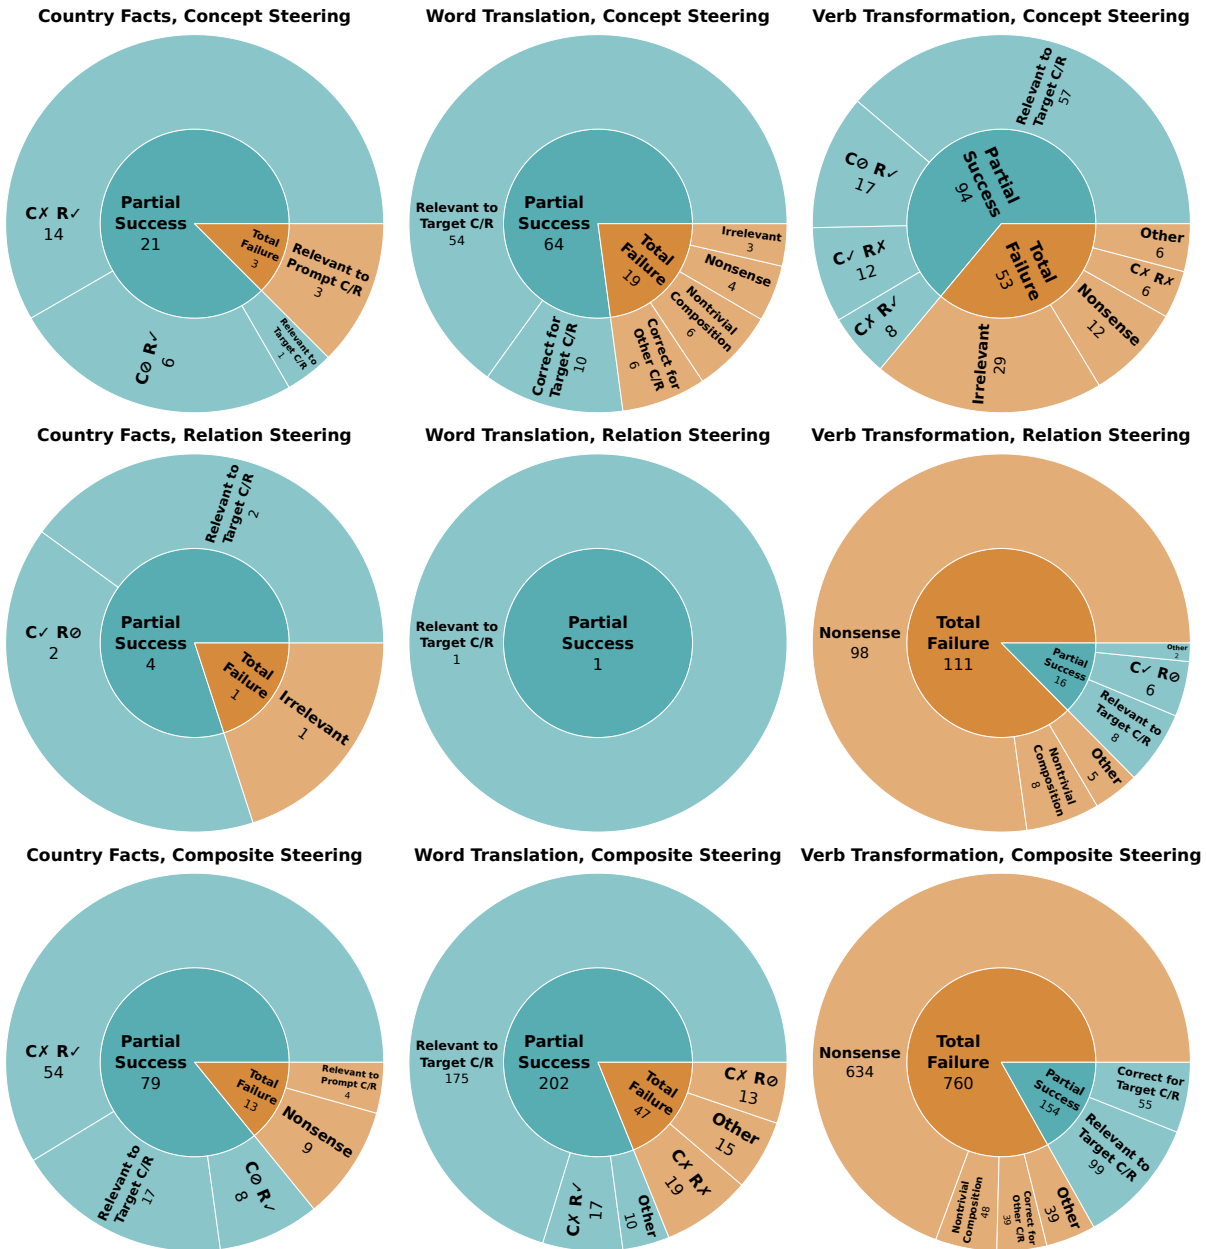 Country Facts, Concept Steering
Partial
Success
21
Total
Failure
3
C✗ R✓
14
C⊘ R✓
6
Relevant to
Target C/R
1
Relevant to
Prompt C/R
3
Word Translation, Concept Steering
Partial
Success
64
Total
Failure
19
Relevant to
Target C/R
54
Correct for
Target C/R
10
Correct for
Other C/R
6
Nontrivial
Composition
6
Nonsense
4
Irrelevant
3
Verb Transformation, Concept Steering
Partial
Success
94
Total
Failure
53
Relevant to
Target C/R
57
C⊘ R✓
17
C✓ R✗
12
C✗ R✓
8
Irrelevant
29
Nonsense
12
C✗ R✗
6
Other
6
Country Facts, Relation Steering
Partial
Success
4
Total
Failure
1
Relevant to
Target C/R
2
C✓ R⊘
2
Irrelevant
1
Word Translation, Relation Steering
Partial
Success
1
Relevant to
Target C/R
1
Verb Transformation, Relation Steering
Total
Failure
111
Partial
Success
16
Nonsense
98
Nontrivial
Composition
8
Other
5
Relevant to
Target C/R
8
C✓ R⊘
6
Other
2
Country Facts, Composite Steering
Partial
Success
79
Total
Failure
13
C✗ R✓
54
Relevant to
Target C/R
17
C⊘ R✓
8
Nonsense
9
Relevant to
Prompt C/R
4
Word Translation, Composite Steering
Partial
Success
202
Total
Failure
47
Relevant to
Target C/R
175
C✗ R✓
17
Other
10
C✗ R✗
19
Other
15
C✗ R⊘
13
Verb Transformation, Composite Steering
Total
Failure
760
Partial
Success
154
Nonsense
634
Nontrivial
Composition
48
Correct for
Other C/R
39
Other
39
Relevant to
Target C/R
99
Correct for
Target C/R
55